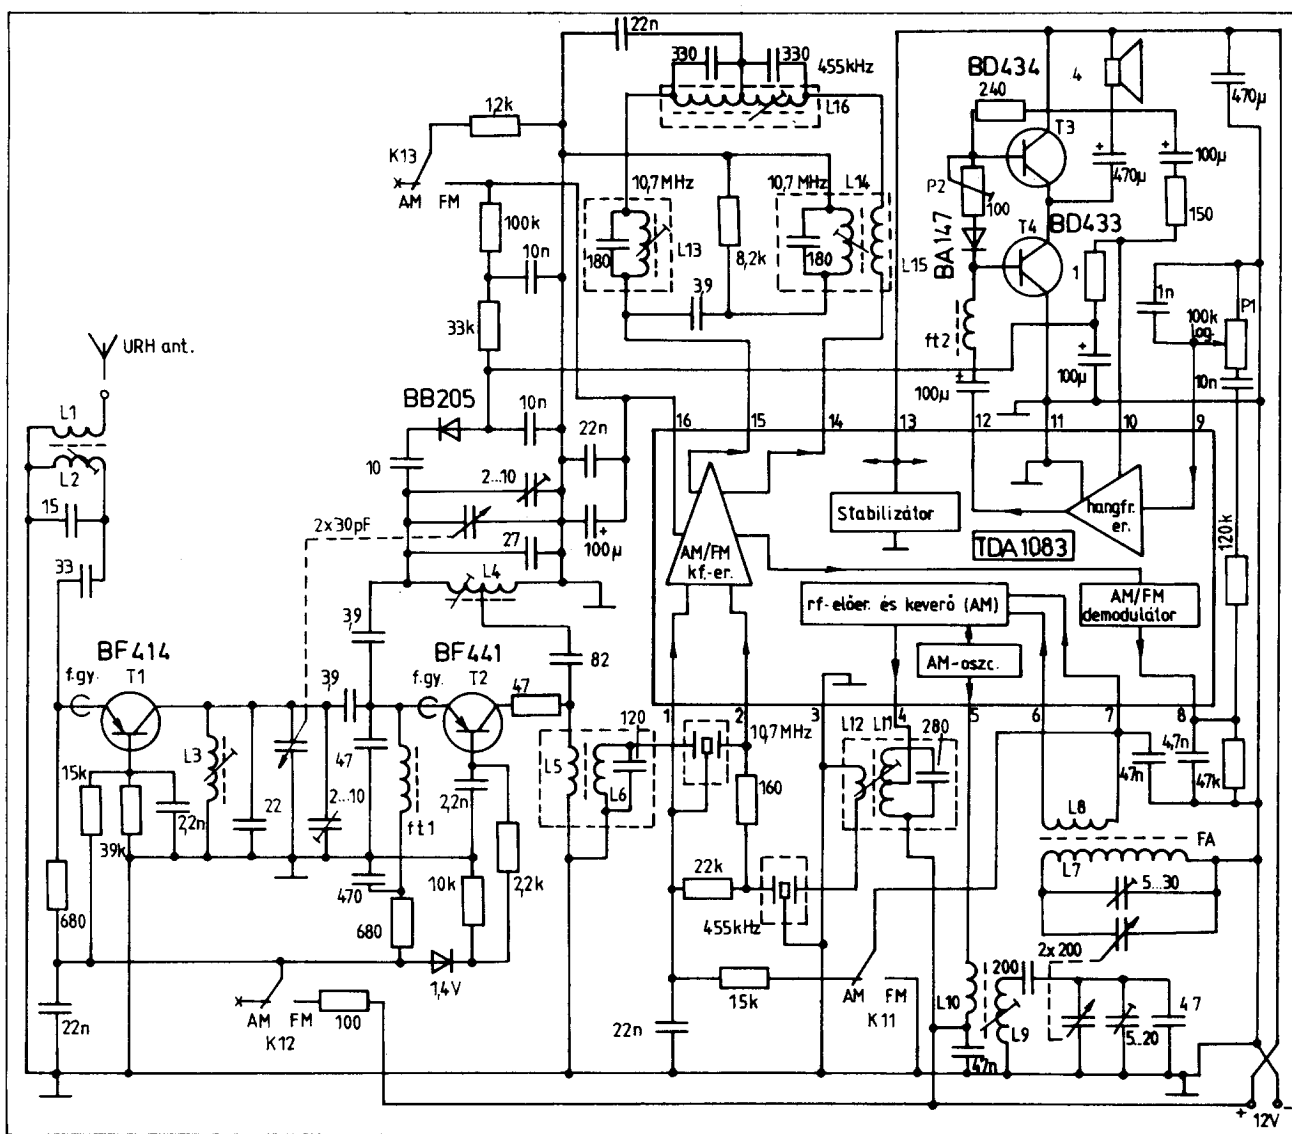 22n
330
330
455kHz
L16
1,2k
K13
AM FM
100k
10n
33k
10,7MHz
180
L13
8,2k
3,9
10,7MHz
L14
180
L15
BD434
240
T3
4
470µ
470µ
100µ
P2
100
150
BA147
T4
BD433
1
ft2
100µ
100µ
1n
P1
100k
log.
10n
URH ant.
L1
L2
15
33
BB205
10n
22n
10
2...10
2x30pF
27
100µ
L4
16 15 14 13 12 11 10 9
Stabilizátor
hangfr.
er.
TDA1083
AM/FM
kf.-er.
rf-előer. és keverő (AM)
AM/FM
demodulátor
AM-oszc.
120k
3,9
82
BF414
f.gy.
T1
3,9
BF441
f.gy.
T2
47
1 2 3 4 5 6 7 8
120
10,7MHz
L12
L11
280
L5
L6
15k
L3
47
2,2n
39k
22
2...10
2,2n
ft1
160
47n
4,7n
47k
L8
FA
L7
5...30
680
470
10k
2,2k
22k
455kHz
680
2x200
1,4V
15k
AM FM
K11
L10
200
L9
47
5...20
22n
AM FM
K12
100
22n
47n
+ 12V −